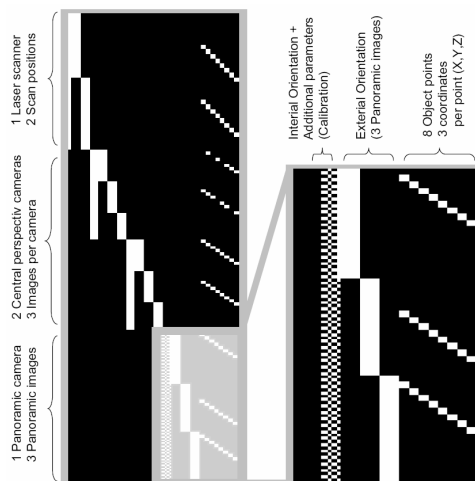 1 Laser scanner
2 Scan positions
2 Central perspectiv cameras
3 Images per camera
1 Panoramic camera
3 Panoramic images
Interial Orientation +
Additional parameters
(Calibration)
Exterial Orientation
(3 Panoramic images)
8 Object points
3 coordinates
per point (X,Y,Z)